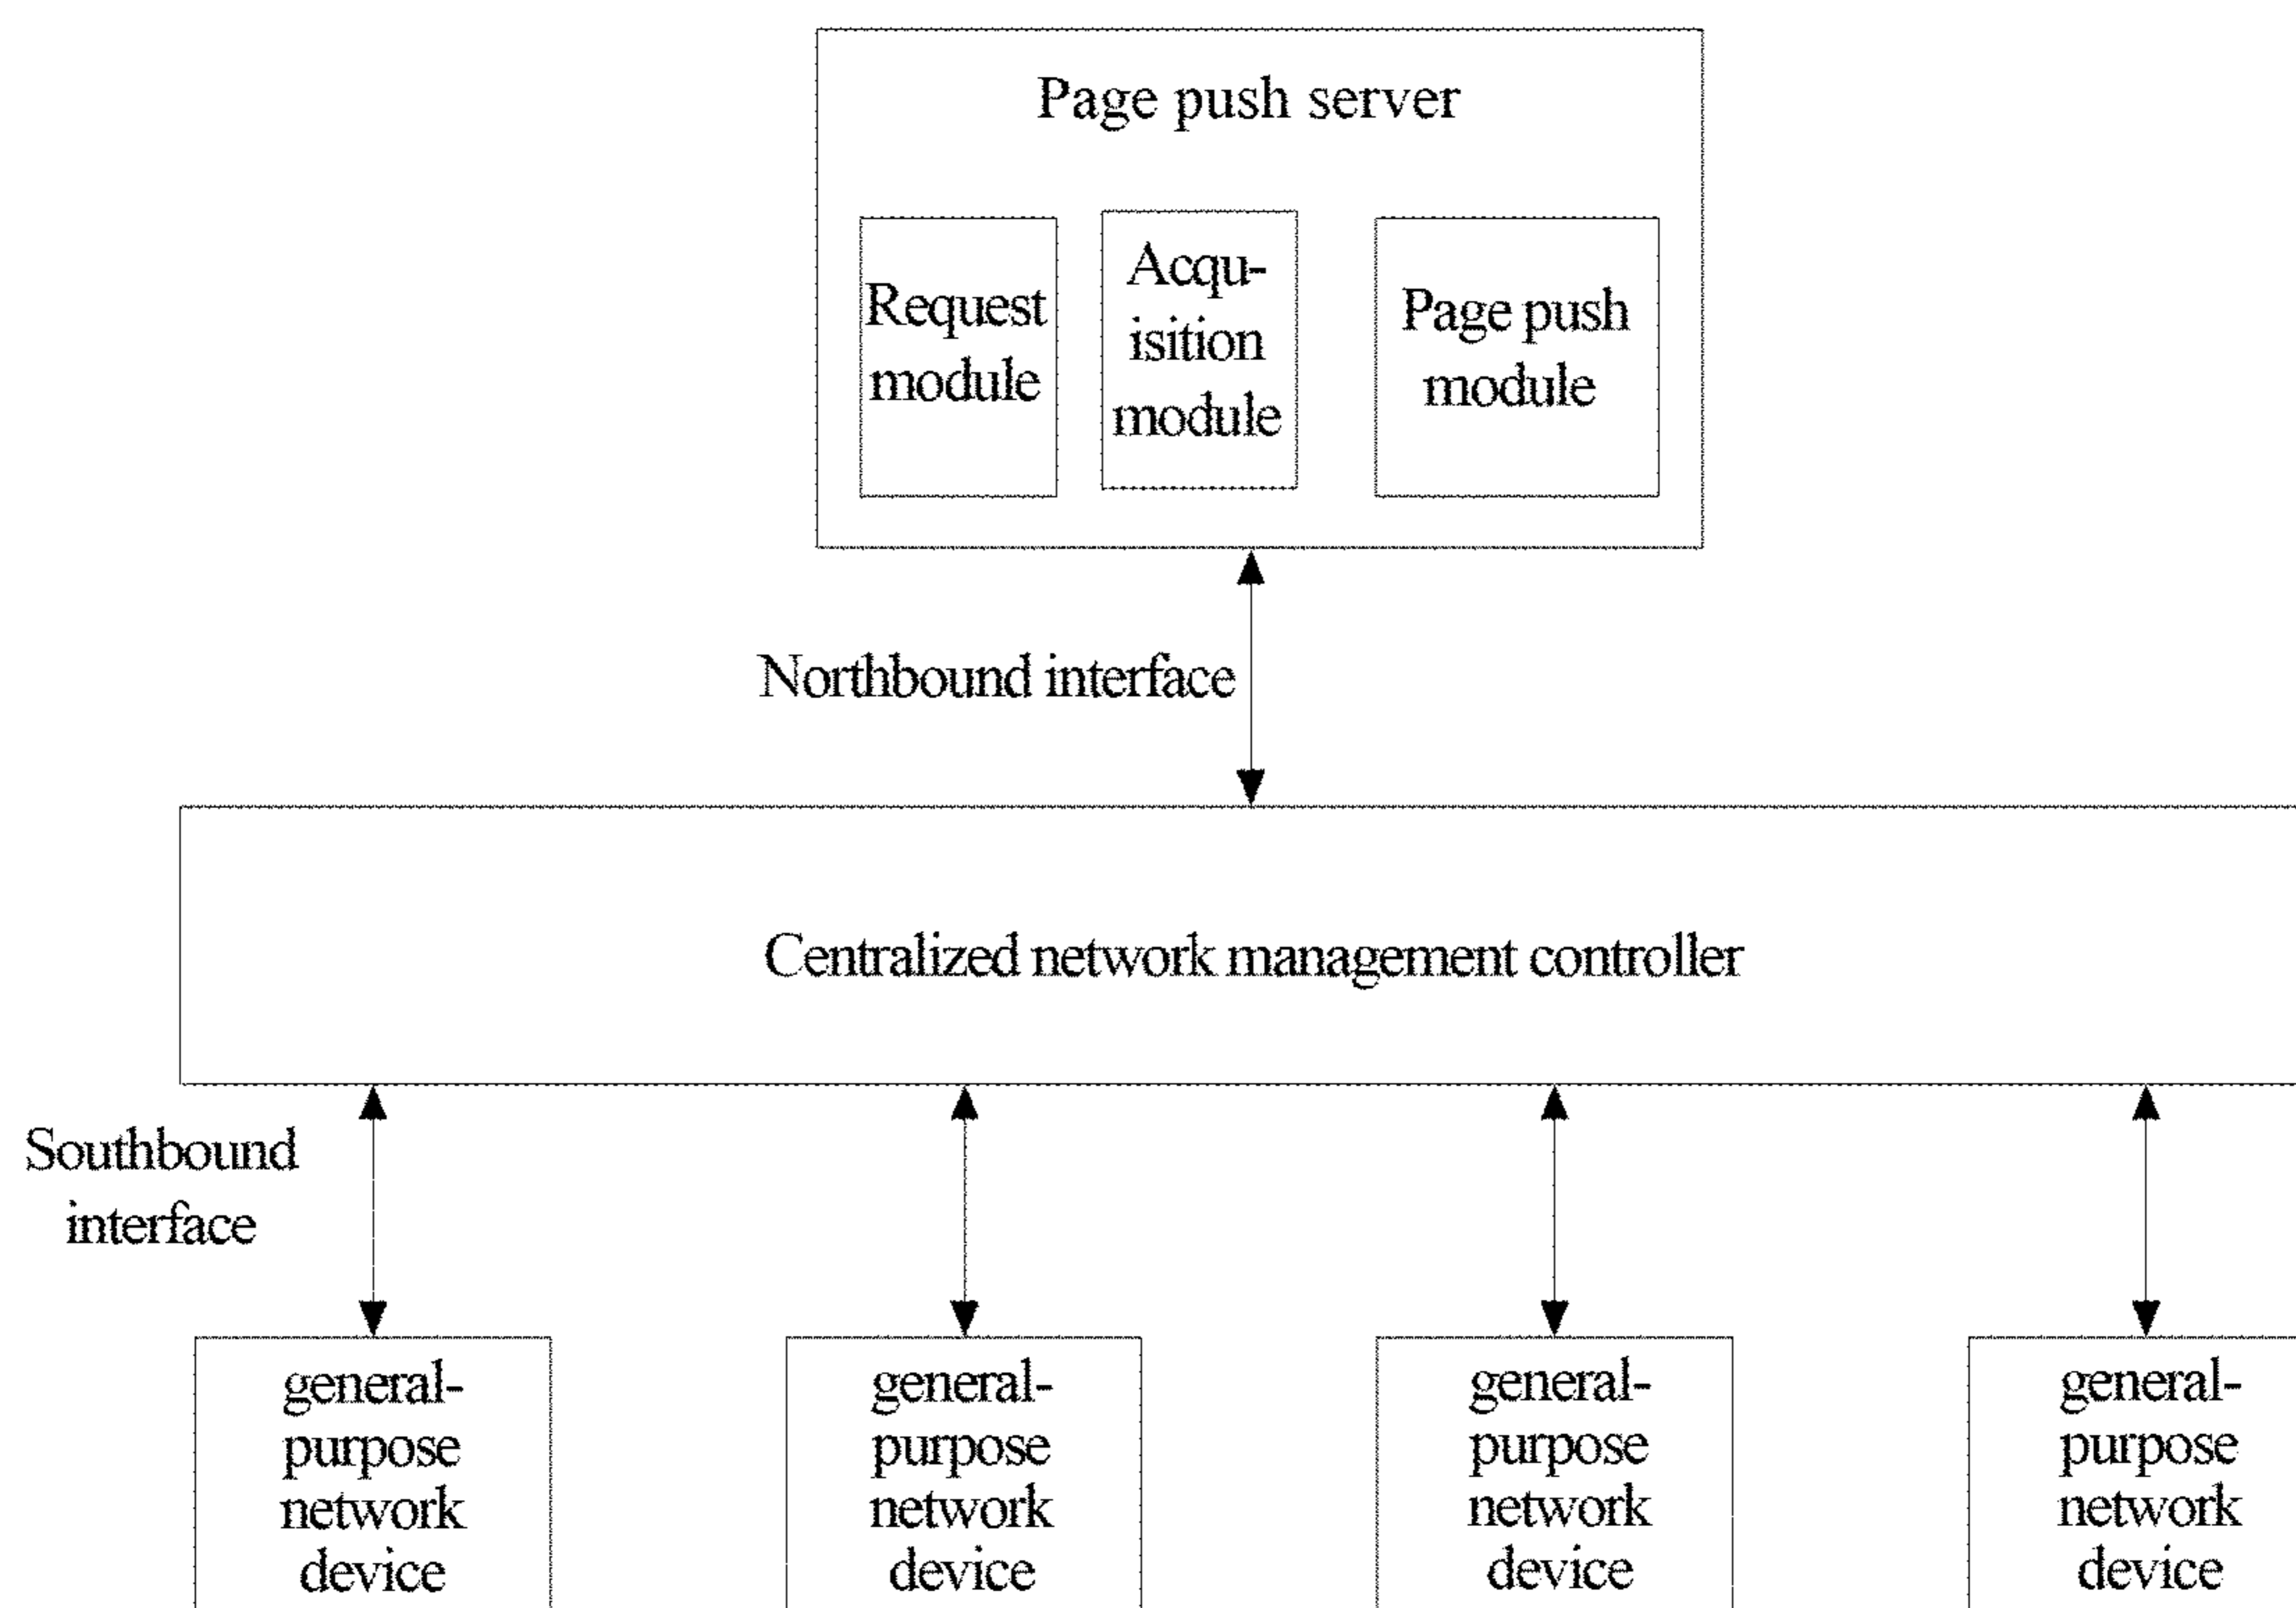 Page push server
Request
module
Acqu-
isition
module
Page push
module
Northbound interface
Centralized network management controller
Southbound
interface
general-
purpose
network
device
general-
purpose
network
device
general-
purpose
network
device
general-
purpose
network
device